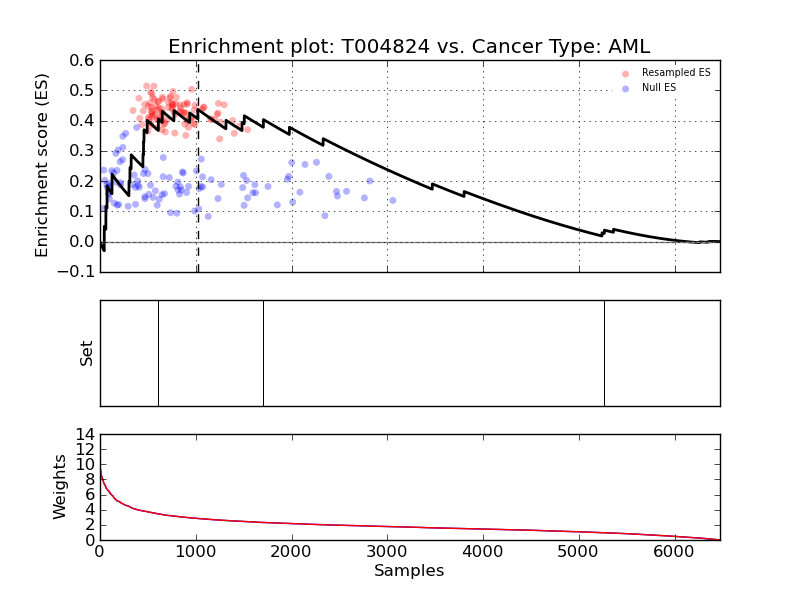 Enrichment plot: T004824 vs. Cancer Type: AML
Enrichment score (ES)
0.6
0.5
0.4
0.3
0.2
0.1
0.0
−0.1
Resampled ES
Null ES
Set
Weights
14
12
10
8
6
4
2
0
0 1000 2000 3000 4000 5000 6000
Samples